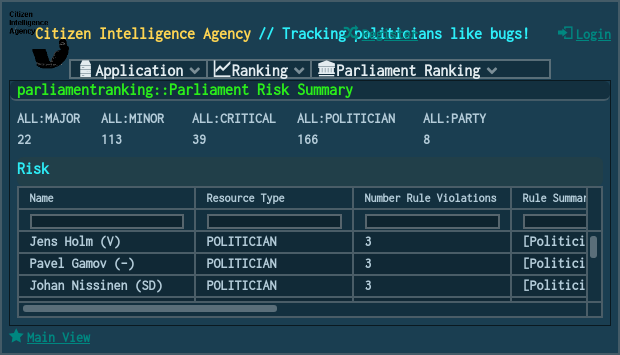 Citizen
Intelligence
Agency
Citizen Intelligence Agency // Tracking politicians like bugs!
Login
Application Ranking Parliament Ranking
parliamentranking::Parliament Risk Summary
ALL:MAJOR ALL:MINOR ALL:CRITICAL ALL:POLITICIAN ALL:PARTY
22 113 39 166 8
Risk
Name Resource Type Number Rule Violations Rule Summar
Jens Holm (V) POLITICIAN 3 [Politici
Pavel Gamov (-) POLITICIAN 3 [Politici
Johan Nissinen (SD) POLITICIAN 3 [Politici
Main View